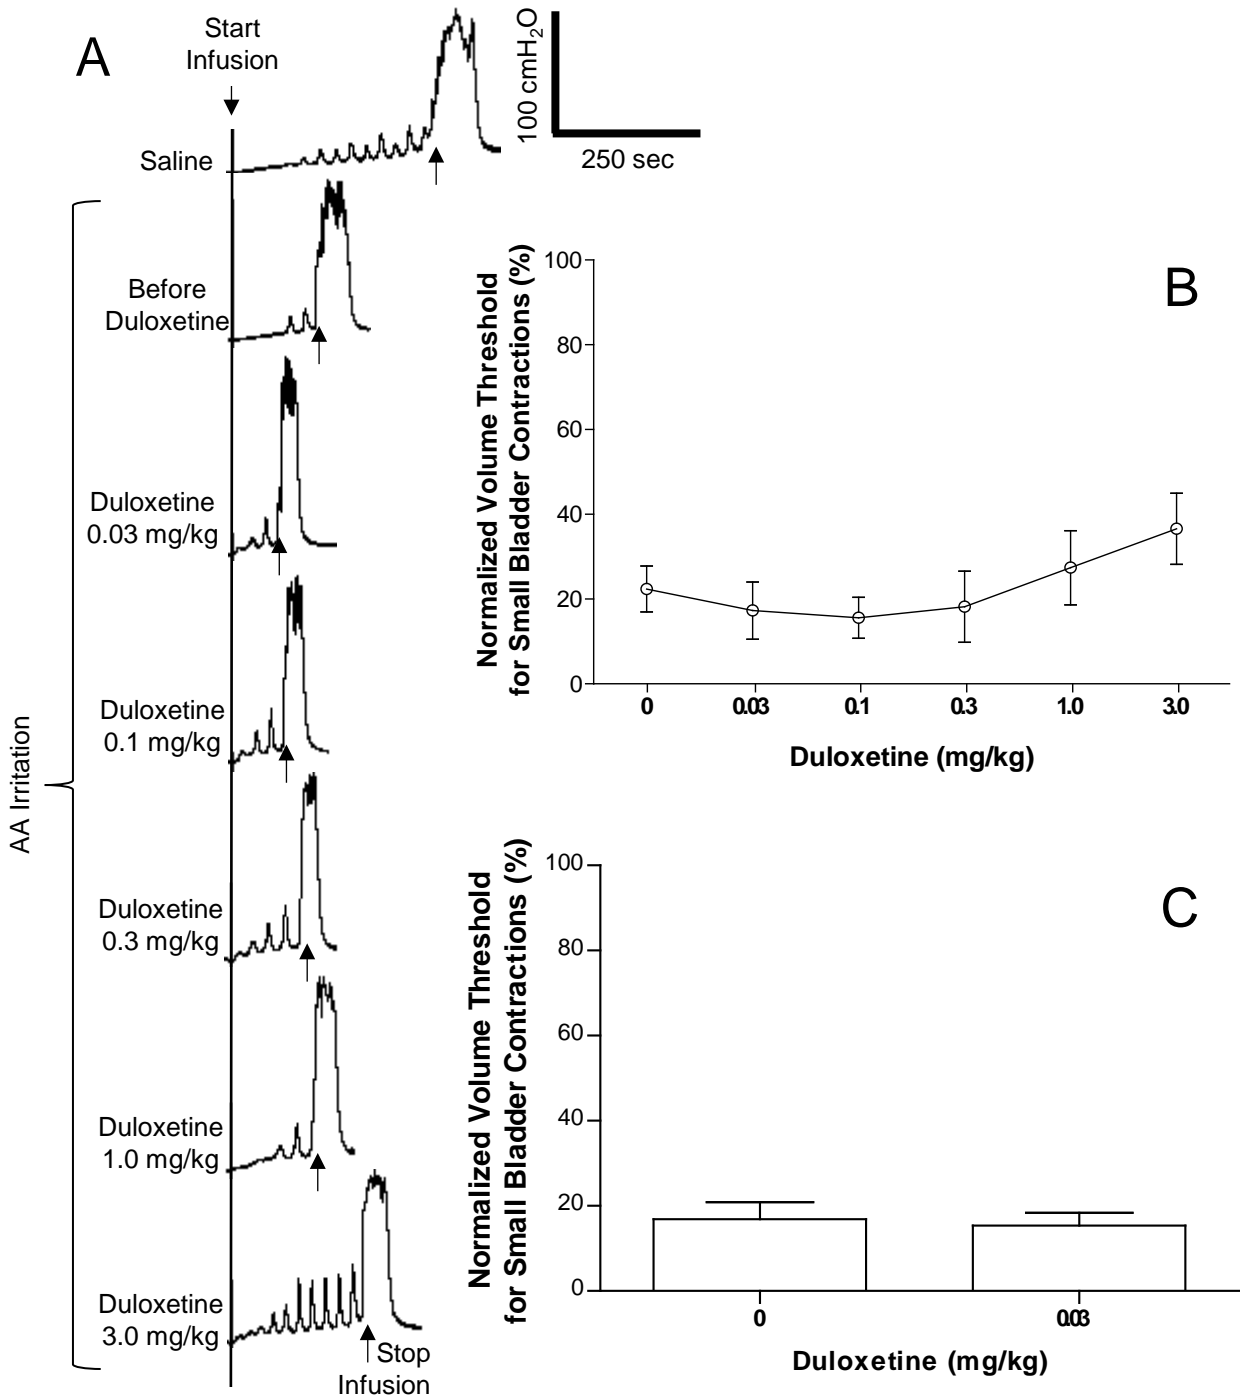 A
Start
Infusion
100 cmH₂O
250 sec
Saline
Before
Duloxetine
Duloxetine
0.03 mg/kg
Duloxetine
0.1 mg/kg
Duloxetine
0.3 mg/kg
Duloxetine
1.0 mg/kg
Duloxetine
3.0 mg/kg
Stop
Infusion
AA Irritation
B
Normalized Volume Threshold
for Small Bladder Contractions (%)
100
80
60
40
20
0
0 0.03 0.1 0.3 1.0 3.0
Duloxetine (mg/kg)
C
Normalized Volume Threshold
for Small Bladder Contractions (%)
100
80
60
40
20
0
0 0.03
Duloxetine (mg/kg)